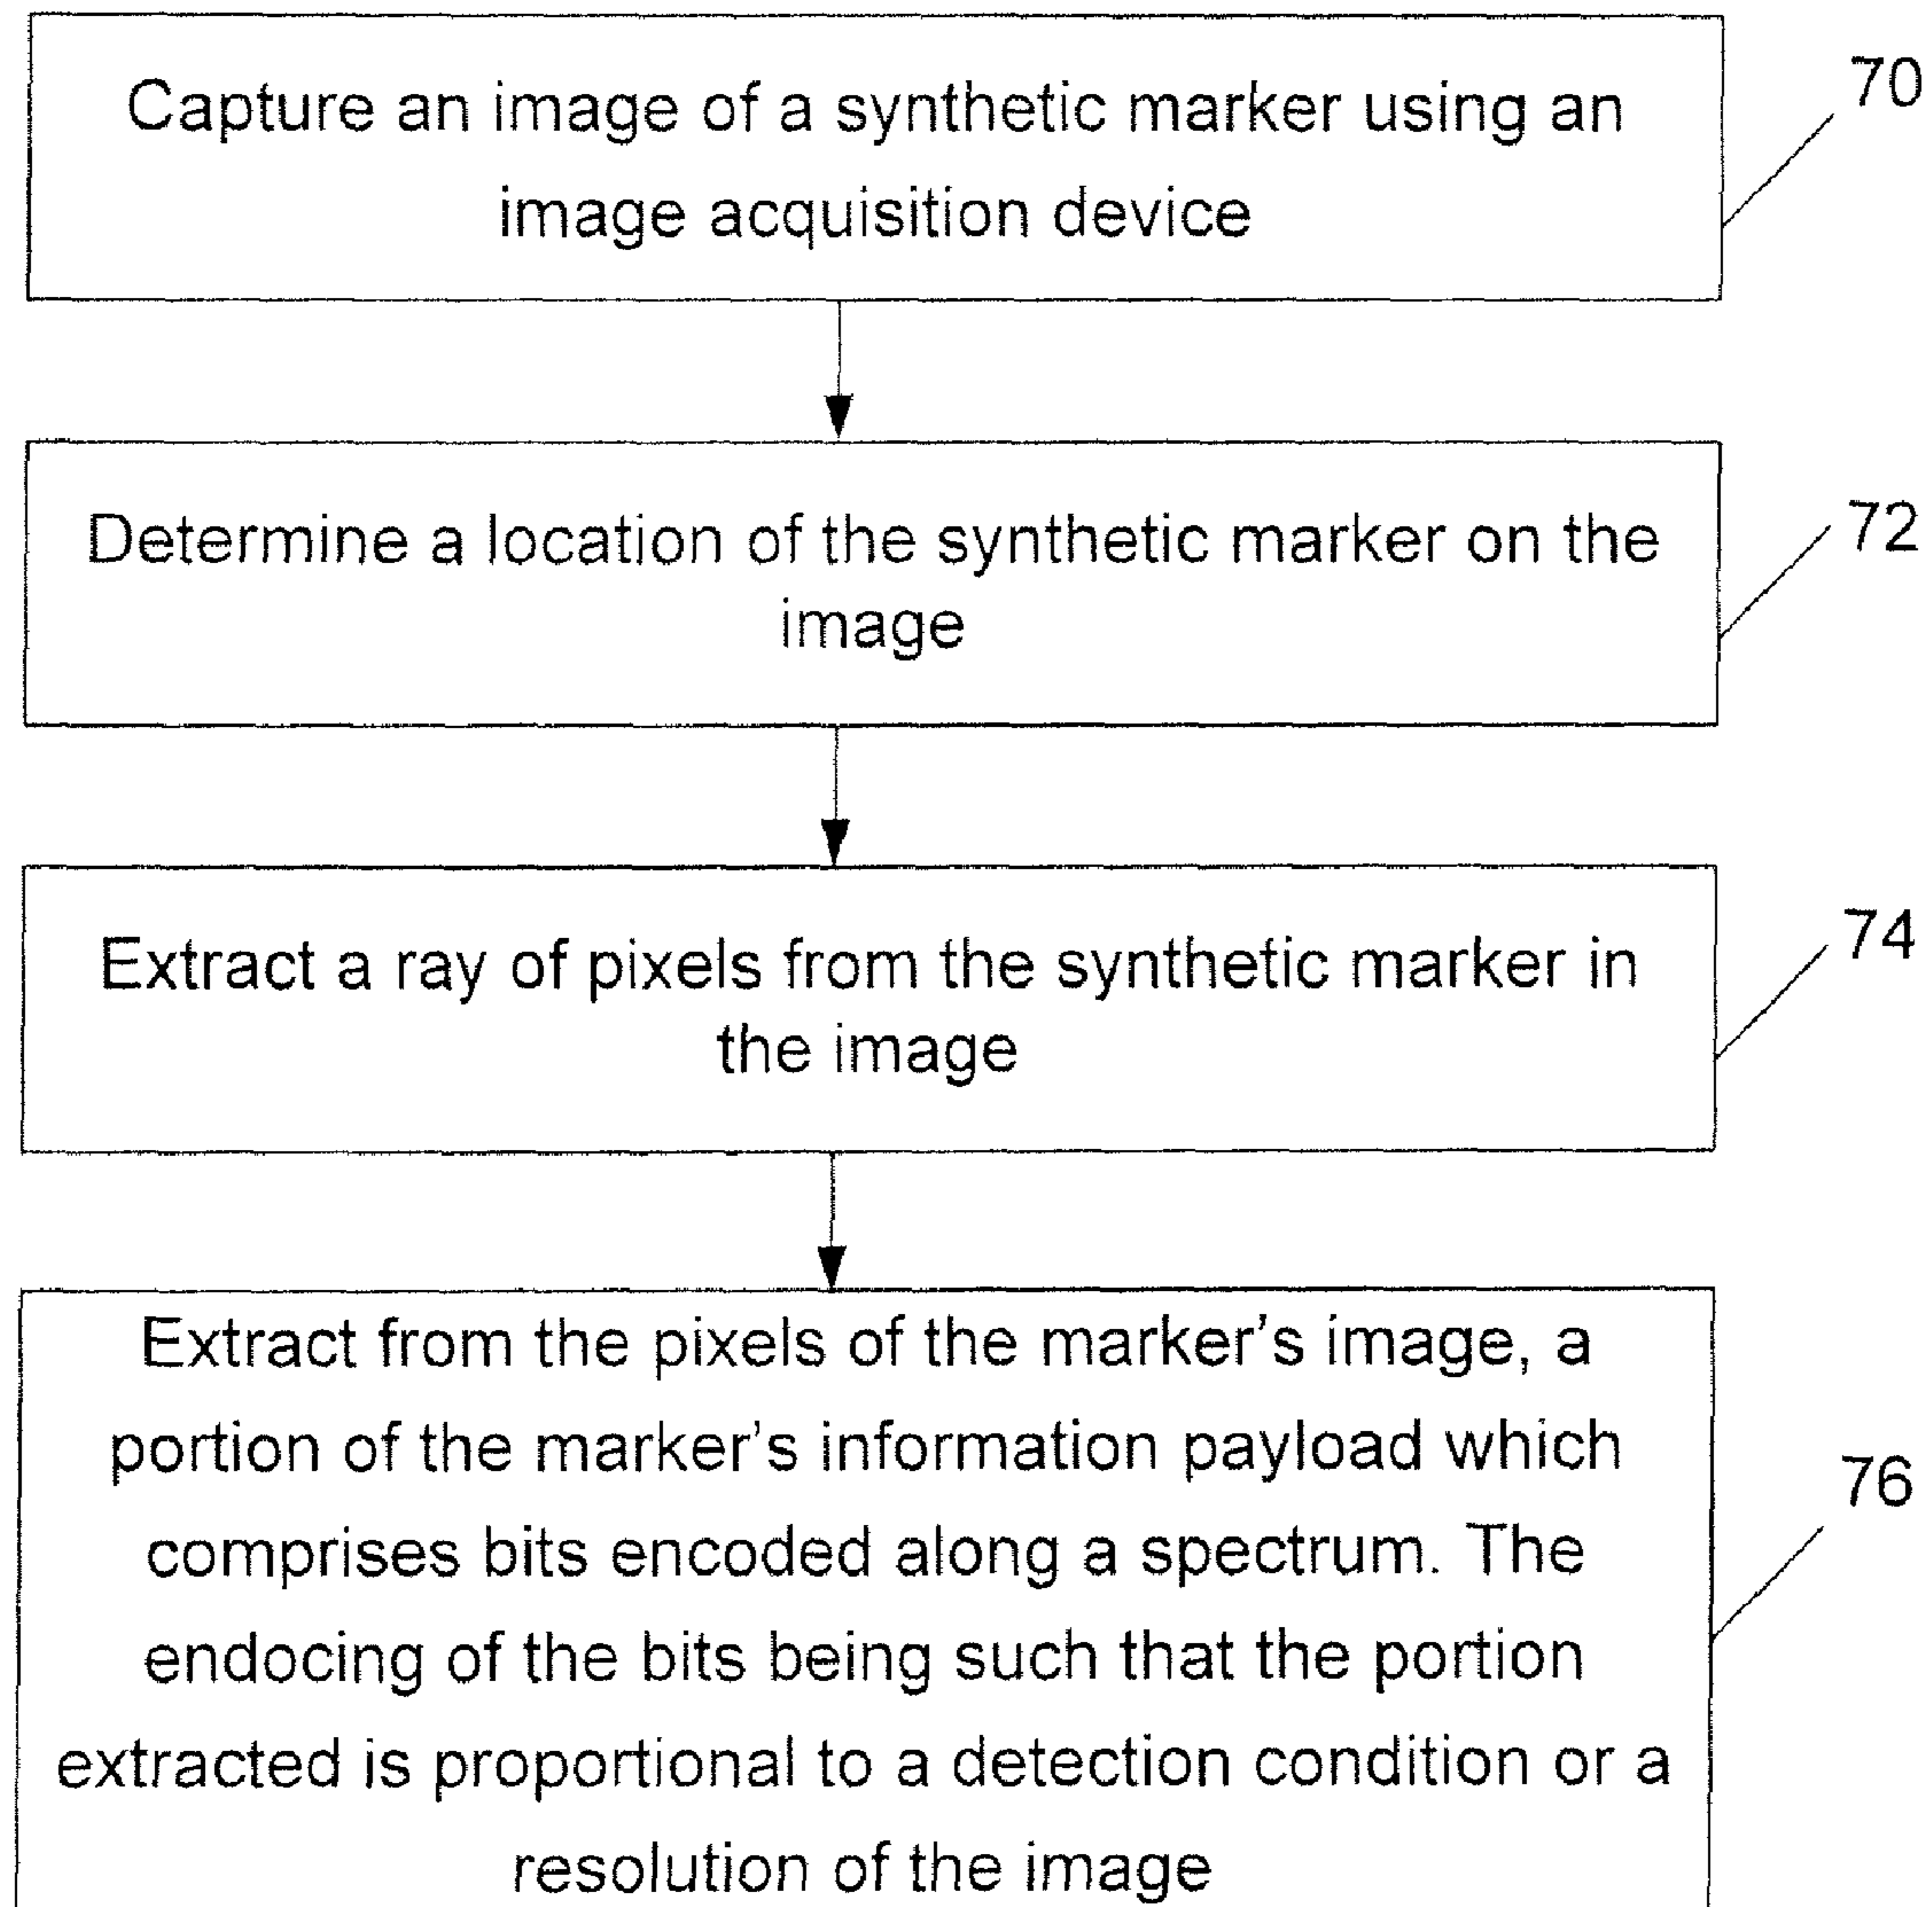 Capture an image of a synthetic marker using an
image acquisition device
70
Determine a location of the synthetic marker on the
image
72
Extract a ray of pixels from the synthetic marker in
the image
74
Extract from the pixels of the marker's image, a
portion of the marker's information payload which
comprises bits encoded along a spectrum. The
endocing of the bits being such that the portion
extracted is proportional to a detection condition or a
resolution of the image
76